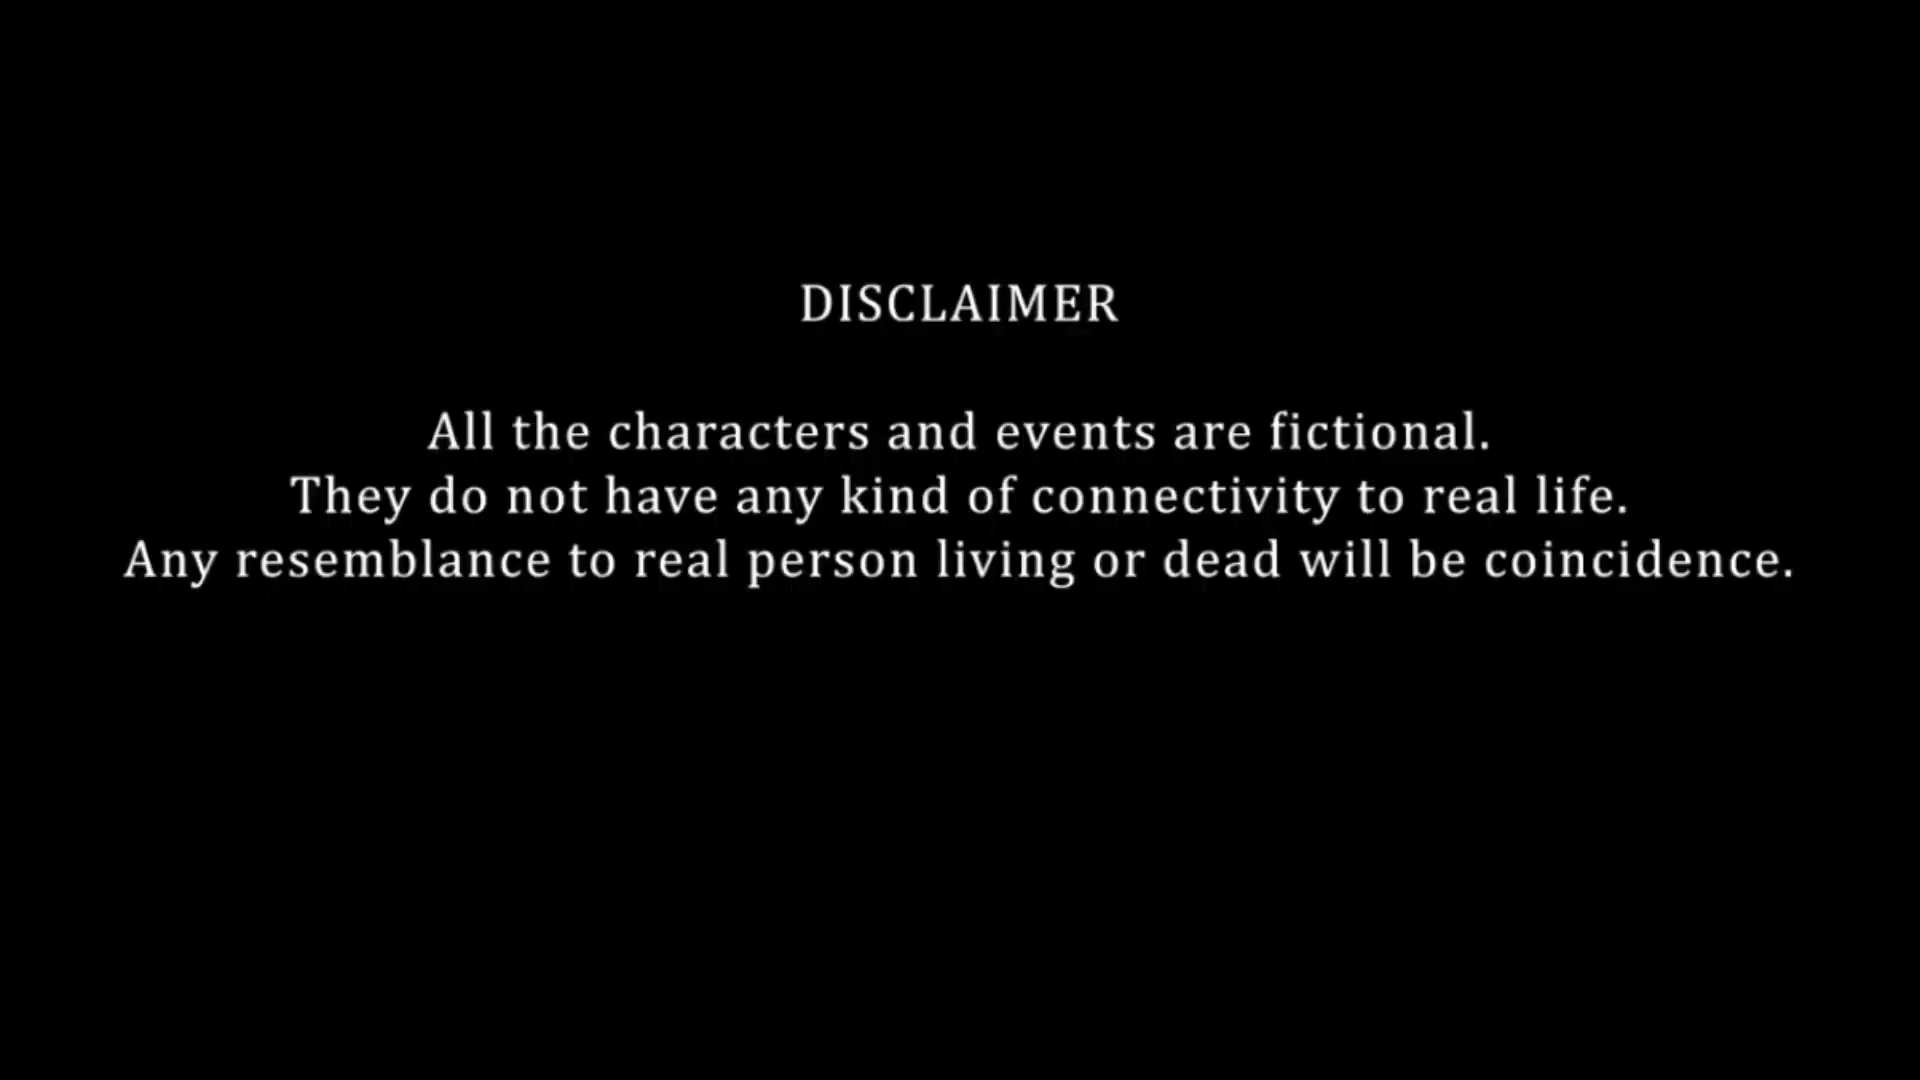 DISCLAIMER
All the characters and events are fictional.
They do not have any kind of connectivity to real life.
Any resemblance to real person living or dead will be coincidence.